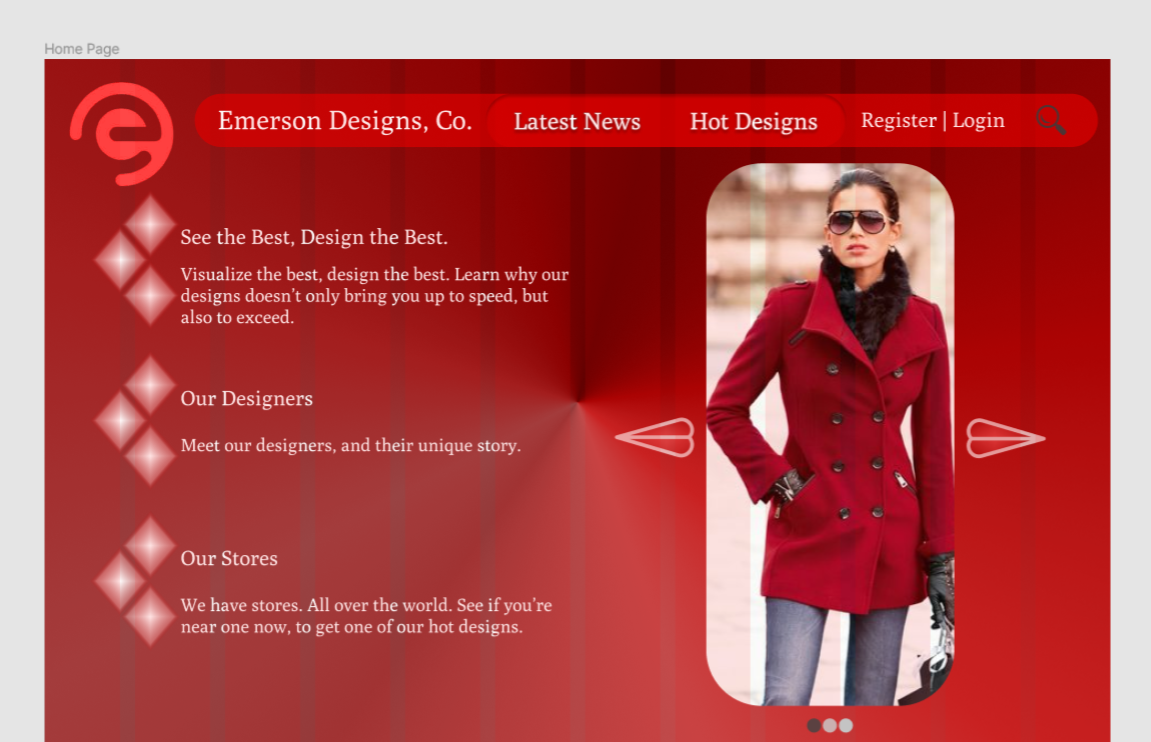 Home Page
Emerson Designs, Co.
Latest News
Hot Designs
Register | Login
See the Best, Design the Best.
Visualize the best, design the best. Learn why our
designs doesn't only bring you up to speed, but
also to exceed.
Our Designers
Meet our designers, and their unique story.
Our Stores
We have stores. All over the world. See if you're
near one now, to get one of our hot designs.